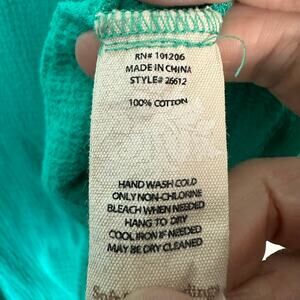 RN# 101206
MADE IN CHINA
STYLE# 26612
100% COTTON
HAND WASH COLD
ONLY NON-CHLORINE
BLEACH WHEN NEEDED
HANG TO DRY
COOL IRON IF NEEDED
MAY BE DRY CLEANED